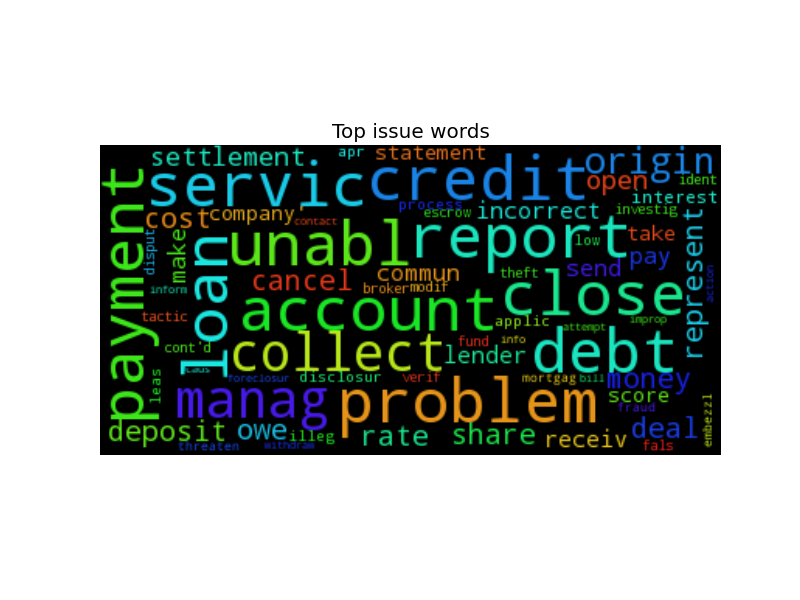 Top issue words
settlement apr statement origin
servic credit open ident
process interest
cost company' escrow incorrect investig
contact
payment disput make loan unabl report low take represent
commun send pay action
inform cancel broker modif theft close
tactic account applic attempt improp
cont'd collect lender fund info debt
caus foreclosur disclosur verif mortgag bill money
leas manag problem score fraud
deposit owe illeg rate share receiv deal embezzl
threaten withdraw fals